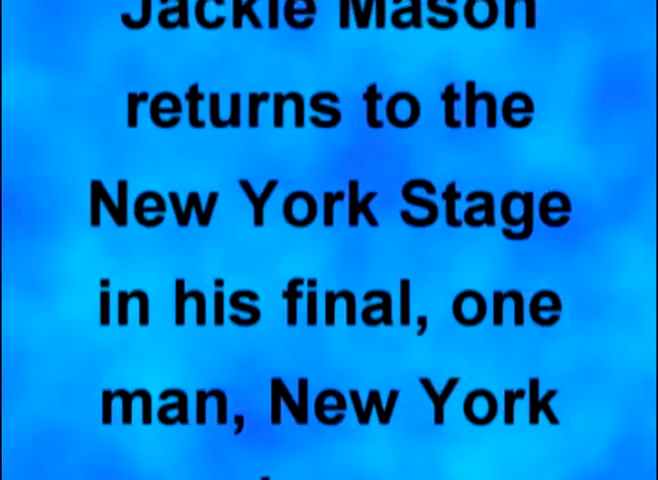 Jackie Mason
returns to the
New York Stage
in his final, one
man, New York